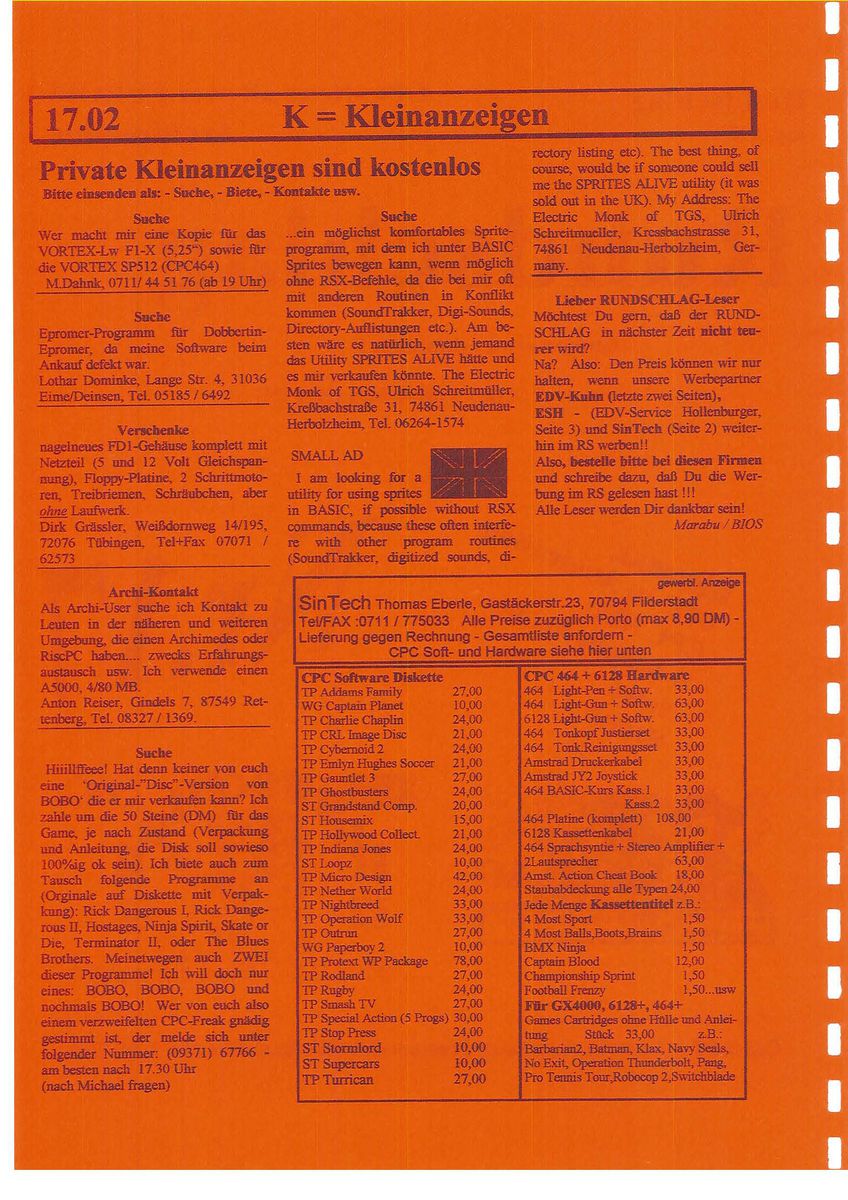 17.02 K = Kleinanzeigen
Private Kleinanzeigen sind kostenlos
Bitte einsenden als: - Suche, - Biete, - Kontakte usw.
Suche
Wer macht mir eine Kopie für das
VORTEX-Lw F1-X (5,25“) sowie für
die VORTEX SP512 (CPC464)
M.Dahnk, 0711/ 44 51 76 (ab 19 Uhr)
Suche
Epromer-Programm für Dobbertin-
Epromer, da meine Software beim
Ankauf defekt war.
Lothar Dominke, Lange Str. 4, 31036
Eime/Deinsen, Tel. 05185 / 6492
Verschenke
nagelneues FD1-Gehäuse komplett mit
Netzteil (5 und 12 Volt Gleichspan-
nung), Floppy-Platine, 2 Schrittmoto-
ren, Treibriemen, Schräubchen, aber
ohne Laufwerk.
Dirk Grässler, Weißdornweg 14/195,
72076 Tübingen, Tel+Fax 07071 /
62573
Archi-Kontakt
Als Archi-User suche ich Kontakt zu
Leuten in der näheren und weiteren
Umgebung, die einen Archimedes oder
RiscPC haben.... zwecks Erfahrungs-
austausch usw. Ich verwende einen
A5000, 4/80 MB.
Anton Reiser, Gindels 7, 87549 Ret-
tenberg, Tel. 08327 / 1369.
Suche
Hiiillfffeee! Hat denn keiner von euch
eine ‘Original-”Disc”-Version von
BOBO‘ die er mir verkaufen kann? Ich
zahle um die 50 Steine (DM) für das
Game, je nach Zustand (Verpackung
und Anleitung, die Disk soll sowieso
100%ig ok sein). Ich biete auch zum
Tausch folgende Programme an
(Orginale auf Diskette mit Verpak-
kung): Rick Dangerous I, Rick Dange-
rous II, Hostages, Ninja Spirit, Skate or
Die, Terminator II, oder The Blues
Brothers. Meinetwegen auch ZWEI
dieser Programme! Ich will doch nur
eines: BOBO, BOBO, BOBO und
nochmals BOBO! Wer von euch also
einem verzweifelten CPC-Freak gnädig
gestimmt ist, der melde sich unter
folgender Nummer: (09371) 67766 -
am besten nach 17.30 Uhr
(nach Michael fragen)
Suche
...ein möglichst komfortables Sprite-
programm, mit dem ich unter BASIC
Sprites bewegen kann, wenn möglich
ohne RSX-Befehle, da die bei mir oft
mit anderen Routinen in Konflikt
kommen (SoundTrakker, Digi-Sounds,
Directory-Auflistungen etc.). Am be-
sten wäre es natürlich, wenn jemand
das Utility SPRITES ALIVE hätte und
es mir verkaufen könnte. The Electric
Monk of TGS, Ulrich Schreitmüller,
Kreßbachstraße 31, 74861 Neudenau-
Herbolzheim, Tel. 06264-1574
SMALL AD
I am looking for a
utility for using sprites
in BASIC, if possible without RSX
commands, because these often interfe-
re with other program routines
(SoundTrakker, digitized sounds, di-
rectory listing etc). The best thing, of
course, would be if someone could sell
me the SPRITES ALIVE utility (it was
sold out in the UK). My Address: The
Electric Monk of TGS, Ulrich
Schreitmueller, Kressbachstrasse 31,
74861 Neudenau-Herbolzheim, Ger-
many.
Lieber RUNDSCHLAG-Leser
Möchtest Du gern, daß der RUND-
SCHLAG in nächster Zeit nicht teu-
rer wird?
Na? Also: Den Preis können wir nur
halten, wenn unsere Werbepartner
EDV-Kuhn (letzte zwei Seiten),
ESH - (EDV-Service Hollenburger,
Seite 3) und SinTech (Seite 2) weiter-
hin im RS werben!!
Also, bestelle bitte bei diesen Firmen
und schreibe dazu, daß Du die Wer-
bung im RS gelesen hast !!!
Alle Leser werden Dir dankbar sein!
Marabu / BIOS
gewerbl. Anzeige
SinTech Thomas Eberle, Gastäckerstr.23, 70794 Filderstadt
Tel/FAX :0711 / 775033 Alle Preise zuzüglich Porto (max 8,90 DM) -
Lieferung gegen Rechnung - Gesamtliste anfordern -
CPC Soft- und Hardware siehe hier unten
CPC Software Diskette
TP Addams Family 27,00
WG Captain Planet 10,00
TP Charlie Chaplin 24,00
TP CRL Image Disc 21,00
TP Cybernoid 2 24,00
TP Emlyn Hughes Soccer 21,00
TP Gauntlet 3 27,00
TP Ghostbusters 24,00
ST Grandstand Comp. 20,00
ST Housemix 15,00
TP Hollywood Collect. 21,00
TP Indiana Jones 24,00
ST Loopz 10,00
TP Micro Design 42,00
TP Nether World 24,00
TP Nightbreed 33,00
TP Operation Wolf 33,00
TP Outrun 27,00
WG Paperboy 2 10,00
TP Protext WP Package 78,00
TP Rodland 27,00
TP Rugby 24,00
TP Smash TV 27,00
TP Special Action (5 Progs) 30,00
TP Stop Press 24,00
ST Stormlord 10,00
ST Supercars 10,00
TP Turrican 27,00
CPC 464 + 6128 Hardware
464 Light-Pen + Softw. 33,00
464 Light-Gun + Softw. 63,00
6128 Light-Gun + Softw. 63,00
464 Tonkopf Justierset 33,00
464 Tonk.Reinigungsset 33,00
Amstrad Druckerkabel 33,00
Amstrad JY2 Joystick 33,00
464 BASIC-Kurs Kass.1 33,00
Kass.2 33,00
464 Platine (komplett) 108,00
6128 Kassettenkabel 21,00
464 Sprachsyntie + Stereo Amplifier +
2Lautsprecher 63,00
Amst. Action Cheat Book 18,00
Staubabdeckung alle Typen 24,00
Jede Menge Kassettentitel z.B.:
4 Most Sport 1,50
4 Most Balls,Boots,Brains 1,50
BMX Ninja 1,50
Captain Blood 12,00
Championship Sprint 1,50
Football Frenzy 1,50...usw
Für GX4000, 6128+, 464+
Games Cartridges ohne Hülle und Anlei-
tung Stück 33,00 z.B.:
Barbarian2, Batman, Klax, Navy Seals,
No Exit, Operation Thunderbolt, Pang,
Pro Tennis Tour,Robocop 2,Switchblade